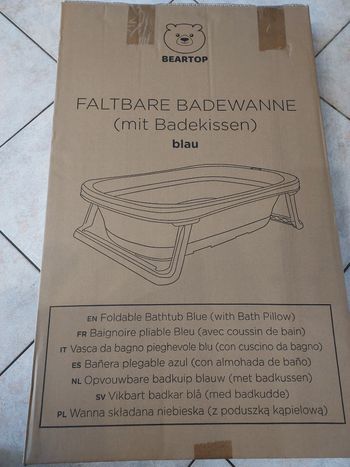 BEARTOP
FALTBARE BADEWANNE
(mit Badekissen)
blau
EN Foldable Bathtub Blue (with Bath Pillow)
FR Baignoire pliable Bleu (avec coussin de bain)
IT Vasca da bagno pieghevole blu (con cuscino da bagno)
ES Bañera plegable azul (con almohada de baño)
NL Opvouwbare badkuip blauw (met badkussen)
SV Vikbart badkar blå (med badkudde)
PL Wanna składana niebieska (z poduszką kąpielową)